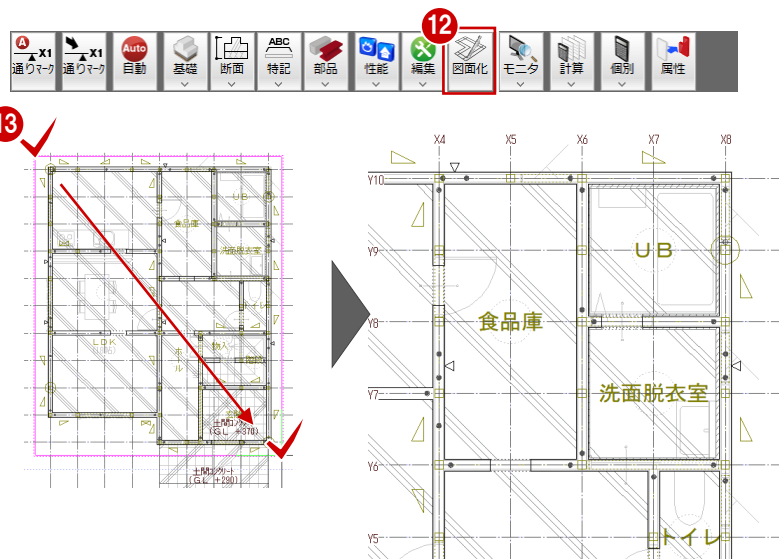 12
A X1 X1 Auto ABC
通りマーク 通りマーク 自動 基礎 断面 特記 部品 性能 編集 図面化 モニタ 計算 個別 属性
13
UB
食品庫
洗面脱衣室
トイレ
LDK
ホール
物入
土間コンクリート
(GL +370)
土間コンクリート
(GL +290)
X4 X5 X6 X7 X8
Y10
Y9
UB
Y8
食品庫
Y7
洗面脱衣室
Y6
Y5
トイレ